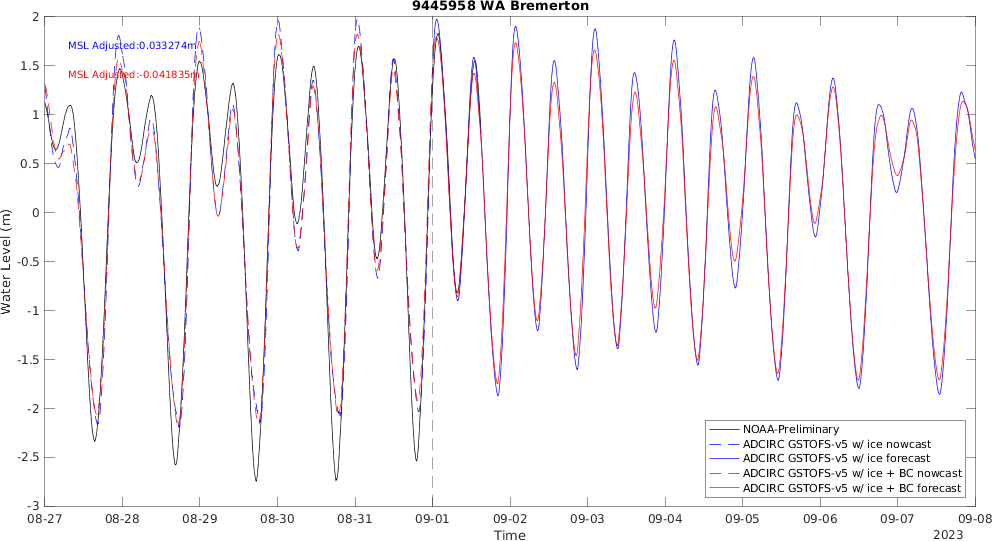 9445958 WA Bremerton
MSL Adjusted:0.033274m
MSL Adjusted:-0.041835m
Water Level (m)
2
1.5
1
0.5
0
-0.5
-1
-1.5
-2
-2.5
-3
NOAA-Preliminary
ADCIRC GSTOFS-v5 w/ ice nowcast
ADCIRC GSTOFS-v5 w/ ice forecast
ADCIRC GSTOFS-v5 w/ ice + BC nowcast
ADCIRC GSTOFS-v5 w/ ice + BC forecast
08-27 08-28 08-29 08-30 08-31 09-01 09-02 09-03 09-04 09-05 09-06 09-07 09-08
Time
2023